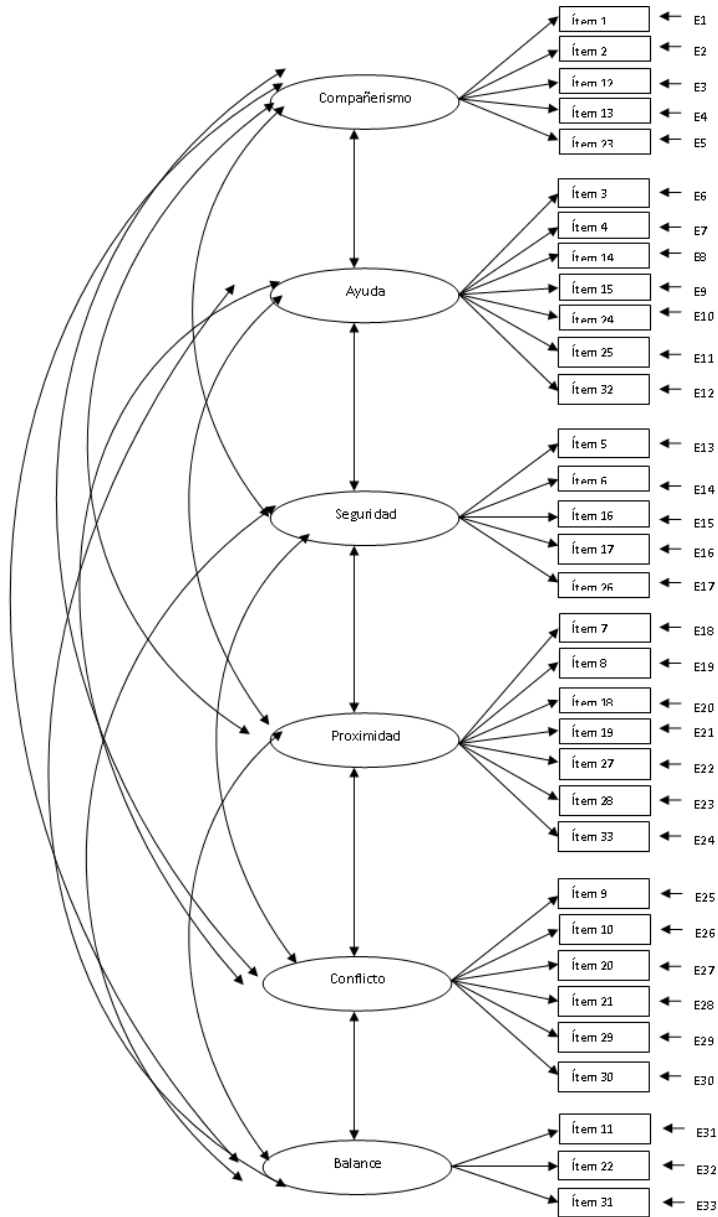 Ítem 1 E1
Ítem 2 E2
Ítem 12 E3
Compañerismo
Ítem 13 E4
Ítem 23 E5
Ítem 3 E6
Ítem 4 E7
Ítem 14 E8
Ayuda
Ítem 15 E9
Ítem 24 E10
Ítem 25 E11
Ítem 32 E12
Ítem 5 E13
Ítem 6 E14
Seguridad
Ítem 16 E15
Ítem 17 E16
Ítem 26 E17
Ítem 7 E18
Ítem 8 E19
Ítem 18 E20
Proximidad
Ítem 19 E21
Ítem 27 E22
Ítem 28 E23
Ítem 33 E24
Ítem 9 E25
Ítem 10 E26
Ítem 20 E27
Conflicto
Ítem 21 E28
Ítem 29 E29
Ítem 30 E30
Ítem 11 E31
Balance
Ítem 22 E32
Ítem 31 E33